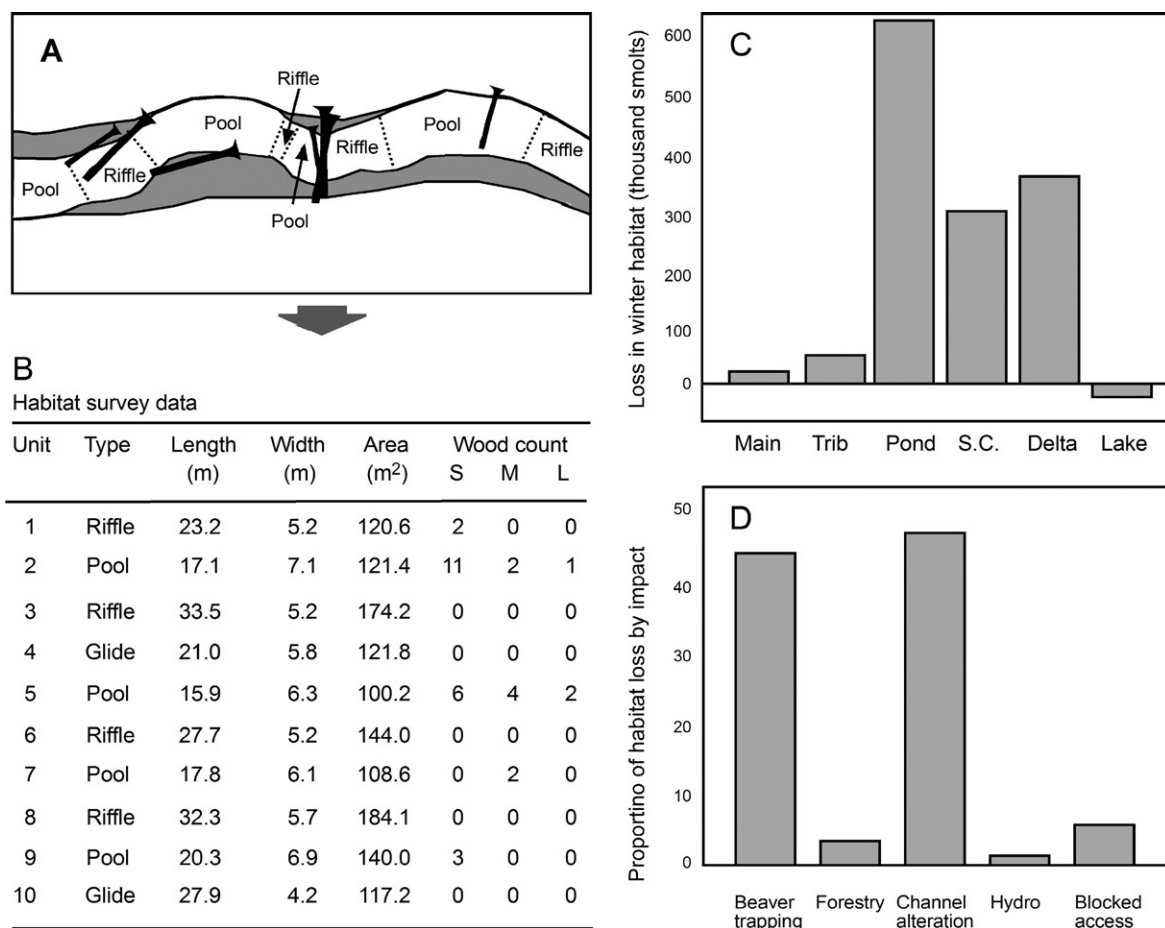 A
Riffle
Pool
Pool
Riffle
Riffle
Pool
Riffle
Pool
B
Habitat survey data
Unit Type Length Width Area Wood count
(m) (m) (m2) S M L
1 Riffle 23.2 5.2 120.6 2 0 0
2 Pool 17.1 7.1 121.4 11 2 1
3 Riffle 33.5 5.2 174.2 0 0 0
4 Glide 21.0 5.8 121.8 0 0 0
5 Pool 15.9 6.3 100.2 6 4 2
6 Riffle 27.7 5.2 144.0 0 0 0
7 Pool 17.8 6.1 108.6 0 2 0
8 Riffle 32.3 5.7 184.1 0 0 0
9 Pool 20.3 6.9 140.0 3 0 0
10 Glide 27.9 4.2 117.2 0 0 0
C
Loss in winter habitat (thousand smolts)
600
500
400
300
200
100
0
Main Trib Pond S.C. Delta Lake
D
Proportino of habitat loss by impact
50
40
30
20
10
0
Beaver Forestry Channel Hydro Blocked
trapping alteration access